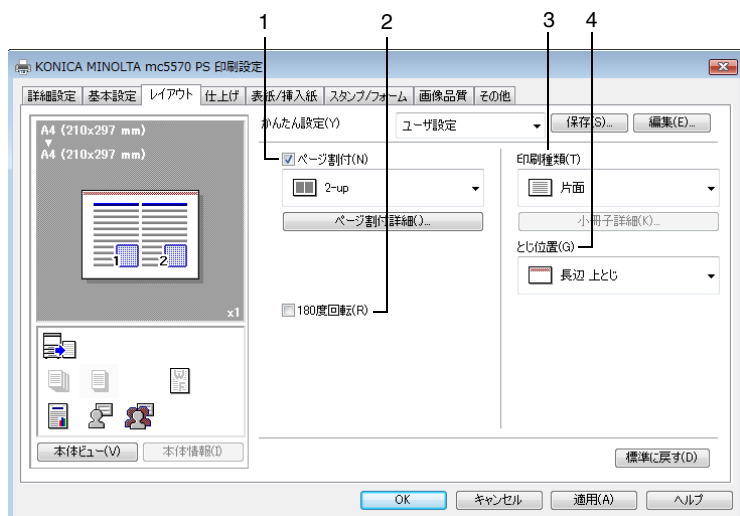 1
2
3
4
KONICA MINOLTA mc5570 PS 印刷設定
詳細設定 基本設定 レイアウト 仕上げ 表紙/挿入紙 スタンプ/フォーム 画像品質 その他
A4 (210x297 mm)
A4 (210x297 mm)
1 2
x1
本体ビュー(V) 本体情報(I)
かんたん設定(Y) ユーザ設定 保存(S)... 編集(E)...
ページ割付(N)
2-up
ページ割付詳細(.)...
180度回転(R)
印刷種類(T)
片面
小冊子詳細(K)...
とじ位置(G)
長辺 上とじ
標準に戻す(D)
OK キャンセル 適用(A) ヘルプ